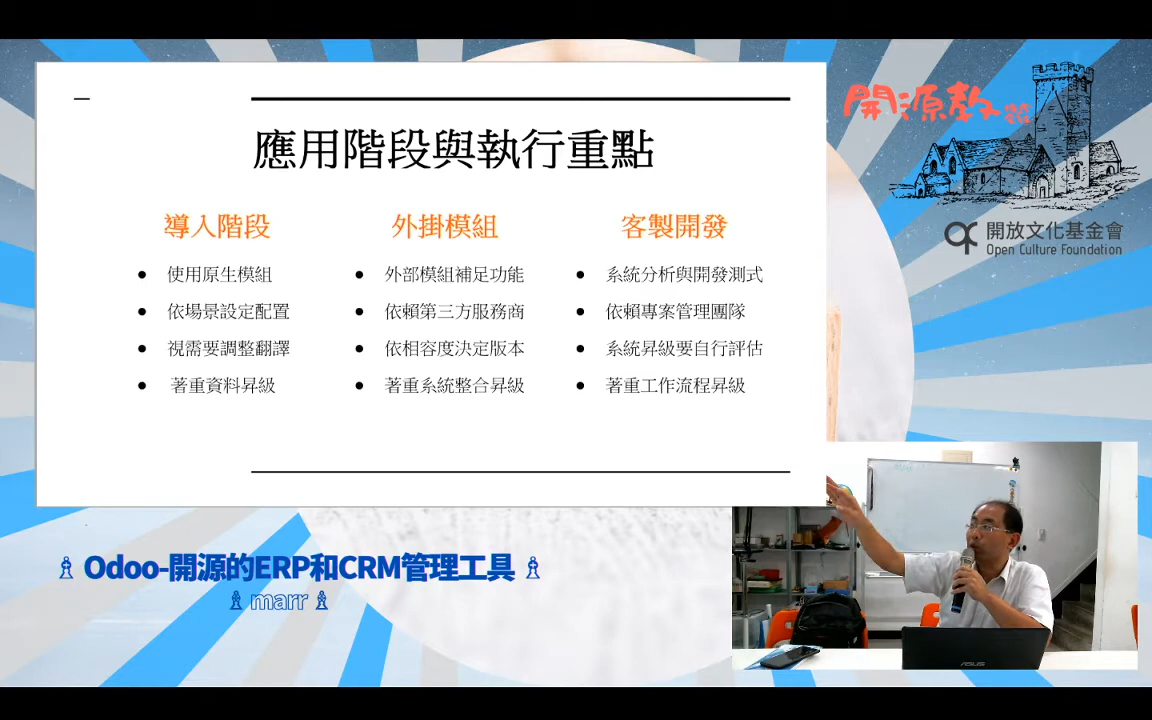 應用階段與執行重點
導入階段
使用原生模組
依場景設定配置
視需要調整翻譯
著重資料昇級
外掛模組
外部模組補足功能
依賴第三方服務商
依相容度決定版本
著重系統整合昇級
客製開發
系統分析與開發測式
依賴專案管理團隊
系統昇級要自行評估
著重工作流程昇級
開源教
開放文化基金會
Open Culture Foundation
Odoo-開源的ERP和CRM管理工具
marr
ASUS